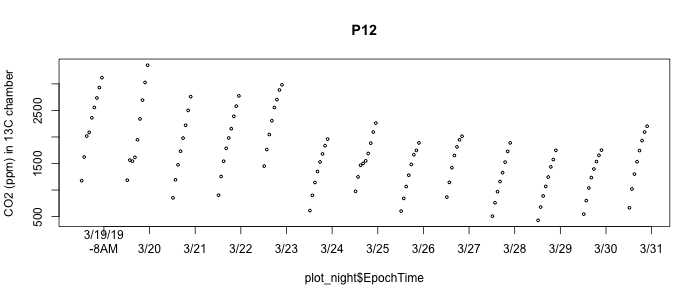 P12
CO2 (ppm) in 13C chamber
2500
1500
500
3/19/19
-8AM 3/20 3/21 3/22 3/23 3/24 3/25 3/26 3/27 3/28 3/29 3/30 3/31
plot_night$EpochTime